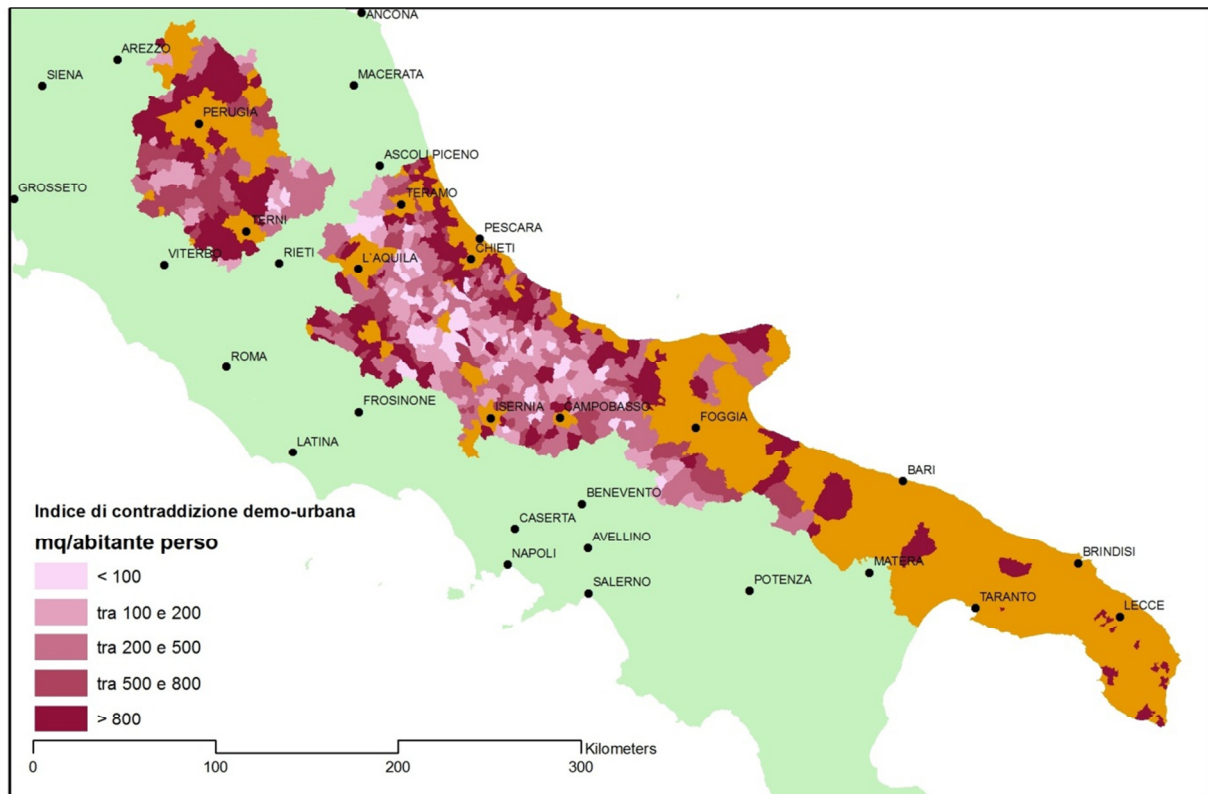 ANCONA
AREZZO
SIENA
MACERATA
PERUGIA
ASCOLI PICENO
GROSSETO
TERAMO
TERNI
PESCARA
CHIETI
VITERBO
RIETI
L'AQUILA
ROMA
FROSINONE
ISERNIA
CAMPOBASSO
FOGGIA
LATINA
BARI
BENEVENTO
CASERTA
AVELLINO
NAPOLI
SALERNO
POTENZA
MATERA
BRINDISI
TARANTO
LECCE
Indice di contraddizione demo-urbana
mq/abitante perso
< 100
tra 100 e 200
tra 200 e 500
tra 500 e 800
> 800
Kilometers
0 100 200 300